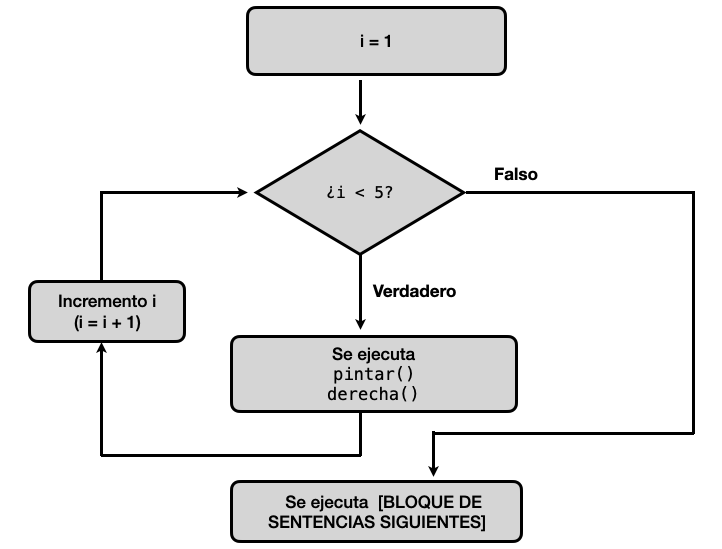 i = 1
¿i < 5?
Falso
Verdadero
Incremento i
(i = i + 1)
Se ejecuta
pintar()
derecha()
Se ejecuta [BLOQUE DE
SENTENCIAS SIGUIENTES]